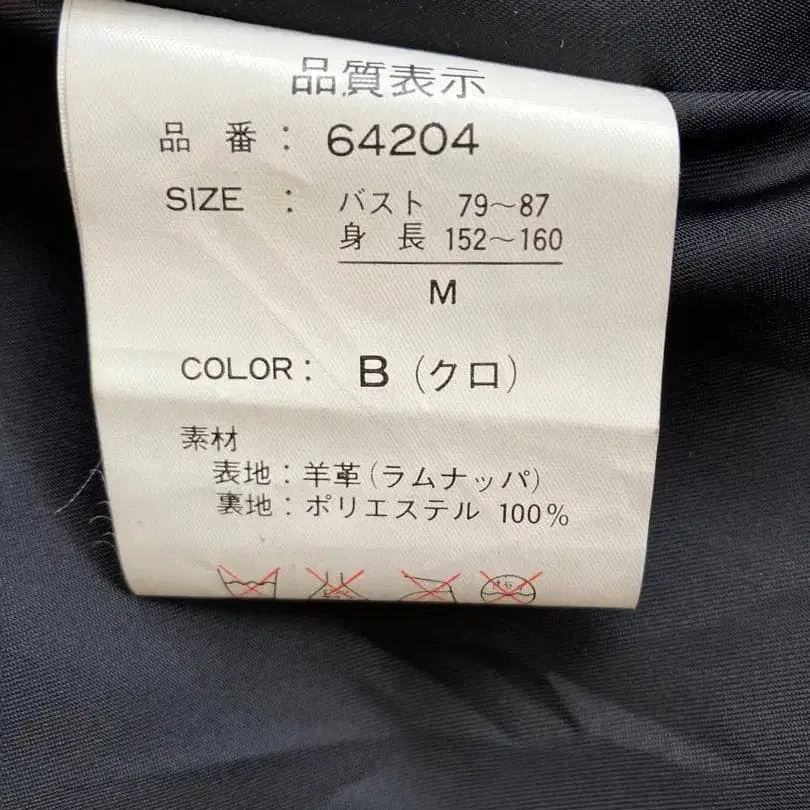 品質表示
品 番 : 64204
SIZE : バスト 79～87
身 長 152～160
M
COLOR : B (クロ)
素材
表地 : 羊革 (ラムナッパ)
裏地 : ポリエステル 100%